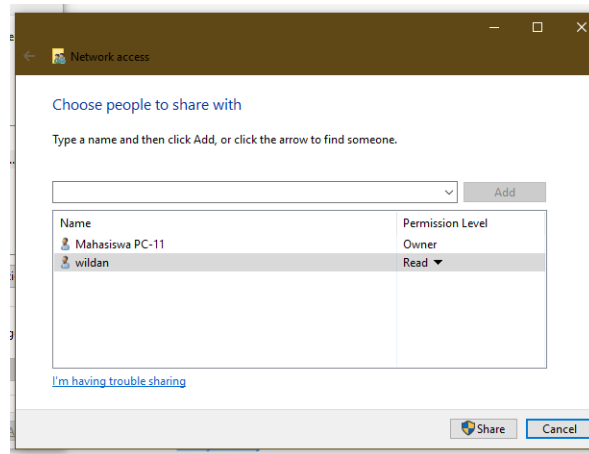 Network access
Choose people to share with
Type a name and then click Add, or click the arrow to find someone.
Add
Name Permission Level
Mahasiswa PC-11 Owner
wildan Read
I'm having trouble sharing
Share Cancel